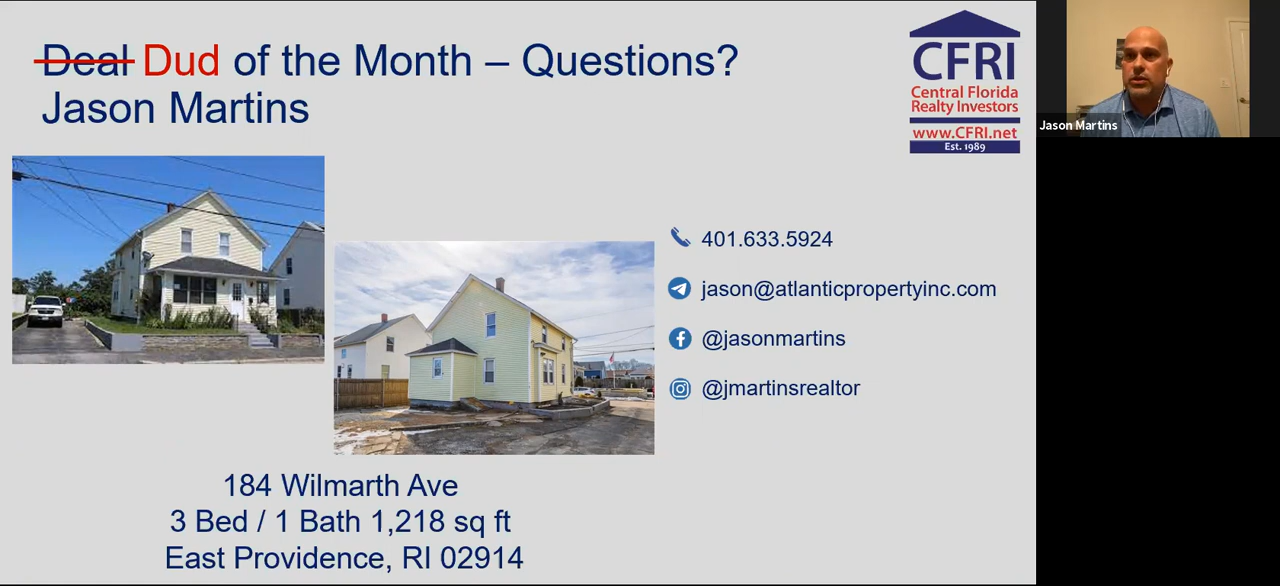 Deal Dud of the Month – Questions?
Jason Martins
CFRI
Central Florida
Realty Investors
www.CFRI.net
Est. 1989
Jason Martins
401.633.5924
jason@atlanticpropertyinc.com
@jasonmartins
@jmartinsrealtor
184 Wilmarth Ave
3 Bed / 1 Bath 1,218 sq ft
East Providence, RI 02914